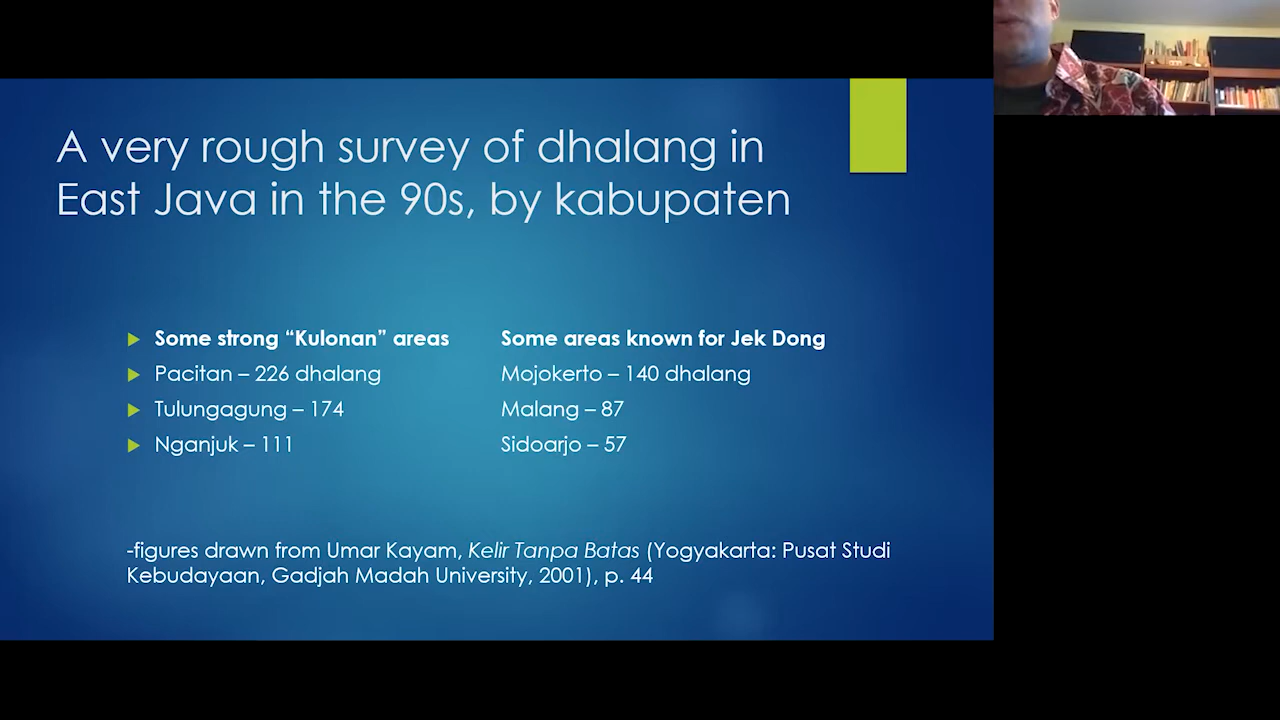 A very rough survey of dhalang in
East Java in the 90s, by kabupaten
Some strong “Kulonan” areas
Pacitan – 226 dhalang
Tulungagung – 174
Nganjuk – 111
Some areas known for Jek Dong
Mojokerto – 140 dhalang
Malang – 87
Sidoarjo – 57
-figures drawn from Umar Kayam, Kelir Tanpa Batas (Yogyakarta: Pusat Studi
Kebudayaan, Gadjah Madah University, 2001), p. 44